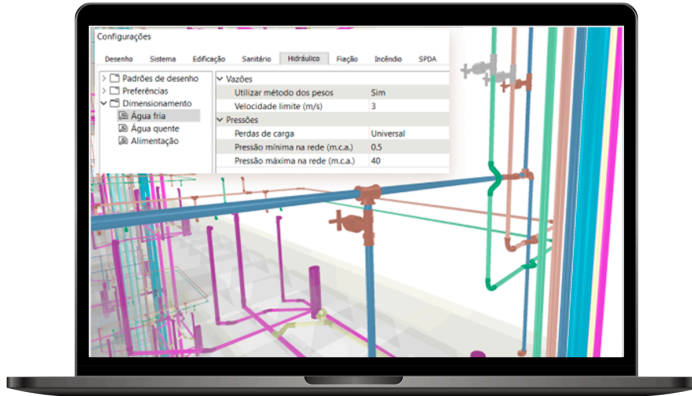 Configurações
Desenho Sistema Edificação Sanitário Hidráulico Fiação Incêndio SPDA
Padrões de desenho
Preferências
Dimensionamento
Água fria
Água quente
Alimentação
Vazões
Utilizar método dos pesos Sim
Velocidade limite (m/s) 3
Pressões
Perdas de carga Universal
Pressão mínima na rede (m.c.a.) 0.5
Pressão máxima na rede (m.c.a.) 40